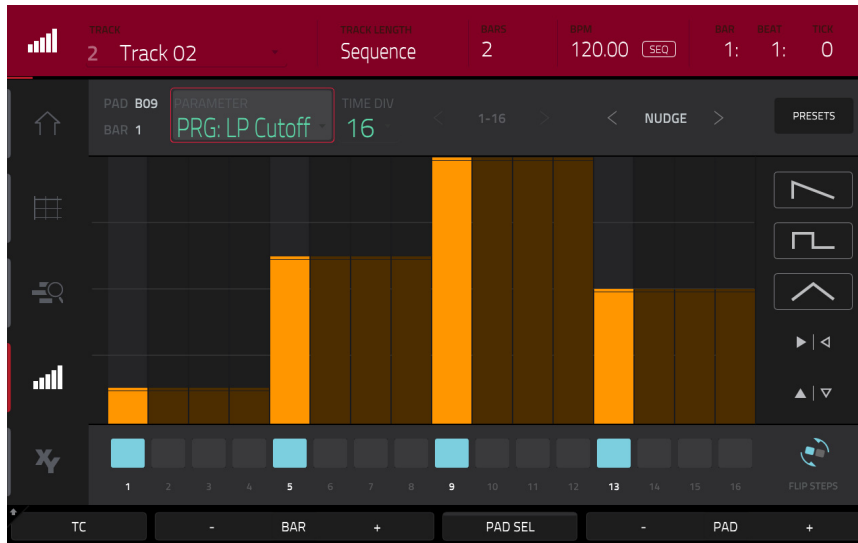 TRACK TRACK LENGTH BARS BPM BAR BEAT TICK
2 Track 02 Sequence 2 120.00 SEQ 1: 1: 0
PAD B09 PARAMETER TIME DIV
BAR 1 PRG: LP Cutoff 16 < 1-16 > < NUDGE > PRESETS
XY
1 2 3 4 5 6 7 8 9 10 11 12 13 14 15 16 FLIP STEPS
TC - BAR + PAD SEL - PAD +